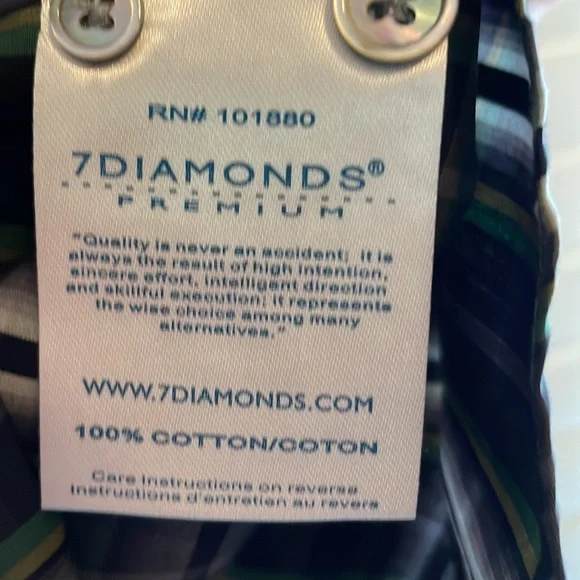 RN# 101880
7DIAMONDS®
PREMIUM
"Quality is never an accident; it is
always the result of high intention,
sincere effort, intelligent direction
and skillful execution; it represents
the wise choice among many
alternatives."
WWW.7DIAMONDS.COM
100% COTTON/COTON
Care instructions on reverse
Instructions d'entretien au revers